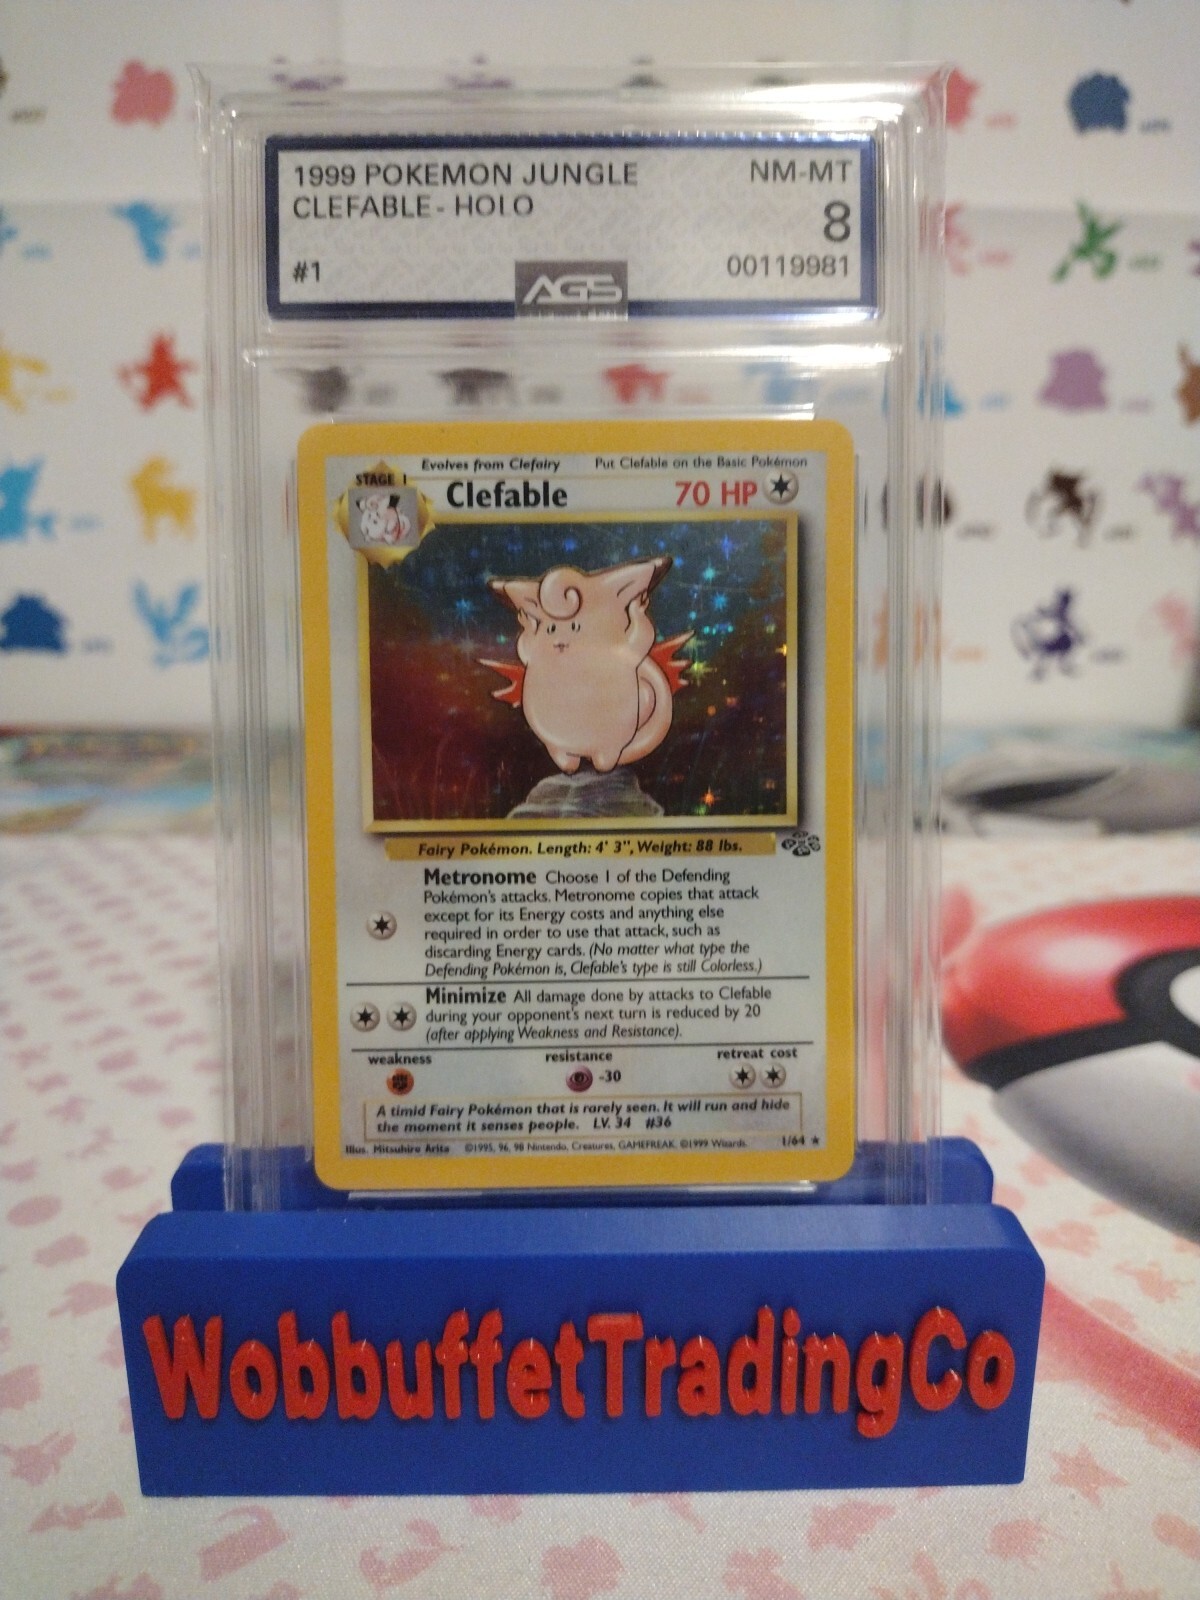 1999 POKEMON JUNGLE NM-MT
CLEFABLE - HOLO 8
#1 00119981
AGS
Evolves from Clefairy Put Clefable on the Basic Pokémon
STAGE 1
Clefable 70 HP
Fairy Pokémon. Length: 4' 3", Weight: 88 lbs.
Metronome Choose 1 of the Defending
Pokémon's attacks. Metronome copies that attack
except for its Energy costs and anything else
required in order to use that attack, such as
discarding Energy cards. (No matter what type the
Defending Pokémon is, Clefable's type is still Colorless.)
Minimize All damage done by attacks to Clefable
during your opponent's next turn is reduced by 20
(after applying Weakness and Resistance).
weakness resistance retreat cost
-30
A timid Fairy Pokémon that is rarely seen. It will run and hide
the moment it senses people. LV. 34 #36
Illus. Mitsuhiro Arita ©1995, 96, 98 Nintendo, Creatures, GAMEFREAK. ©1999 Wizards. 1/64 ★
WobbuffetTradingCo